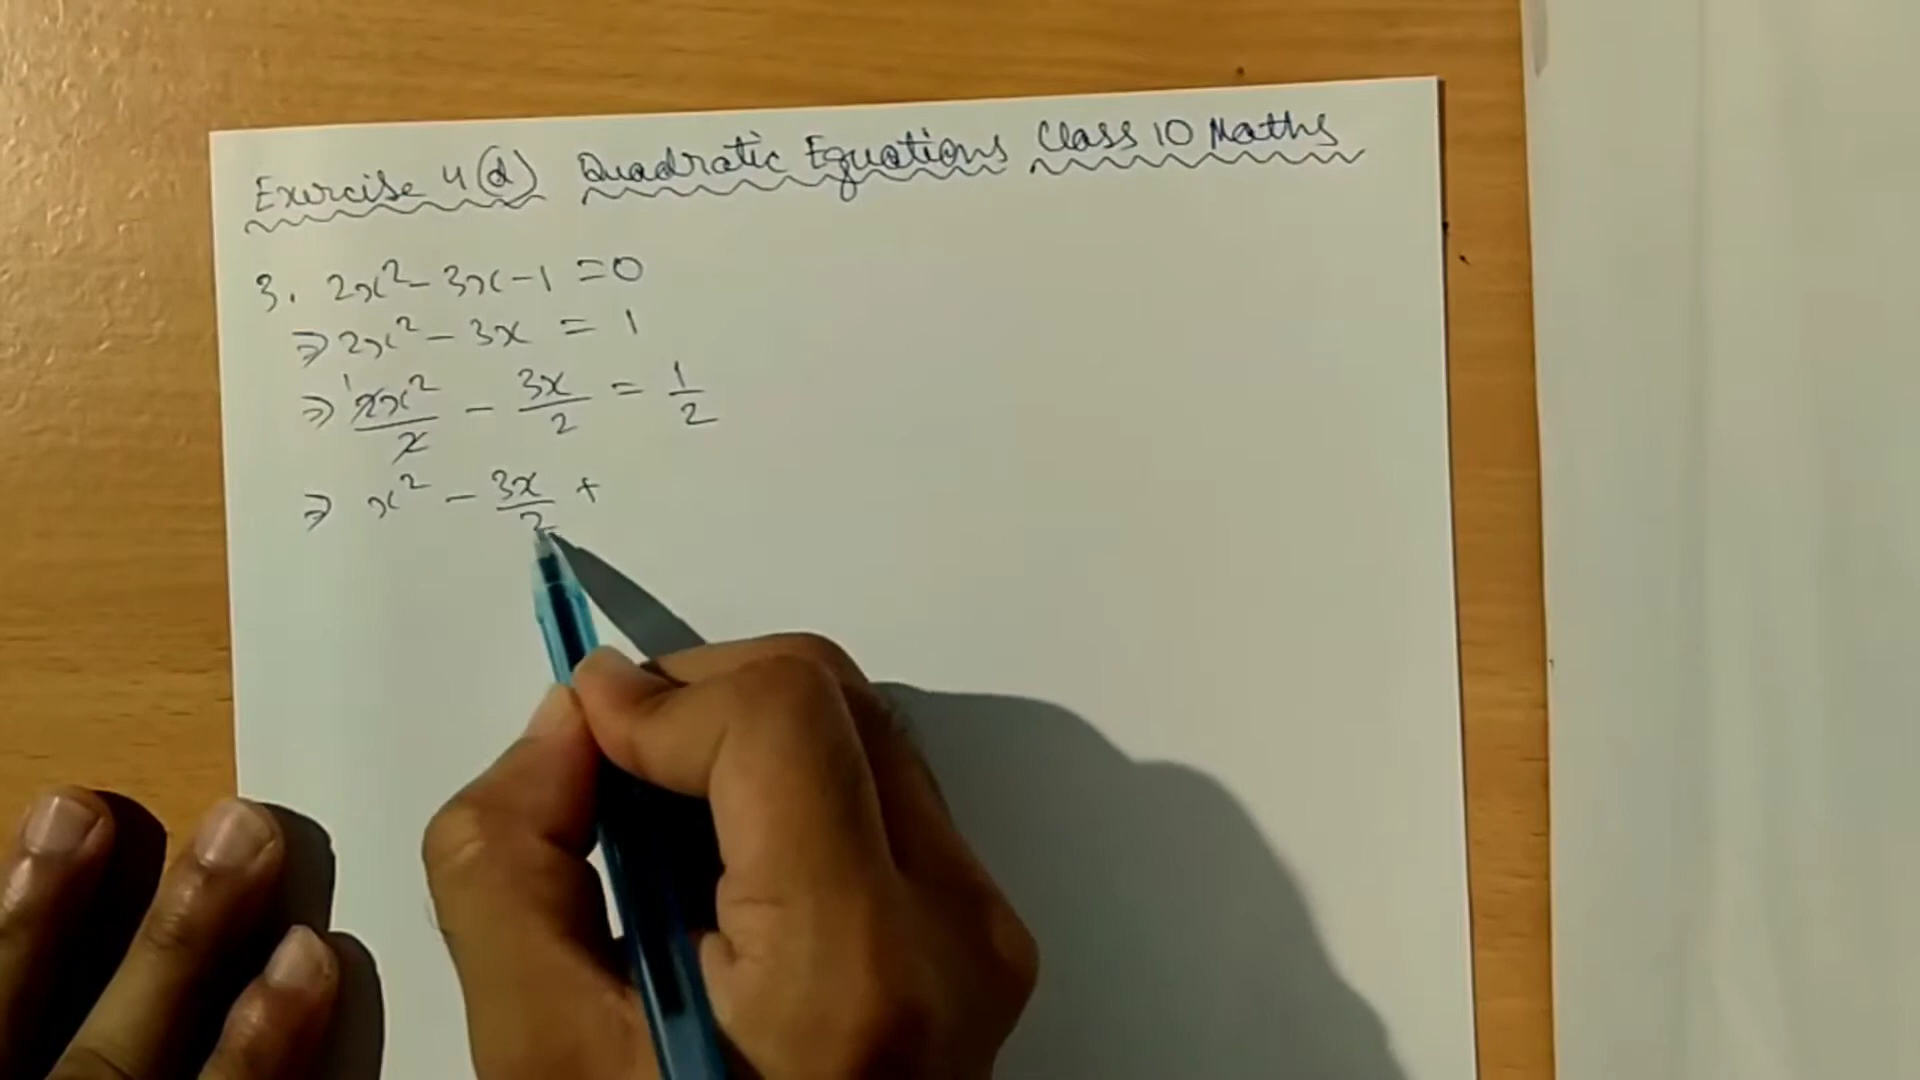 Exercise 4(d) Quadratic Equations Class 10 Maths
3. 2x² - 3x - 1 = 0
⇒ 2x² - 3x = 1
⇒ ¹2x²/2 - 3x/2 = 1/2
⇒ x² - 3x/2 +